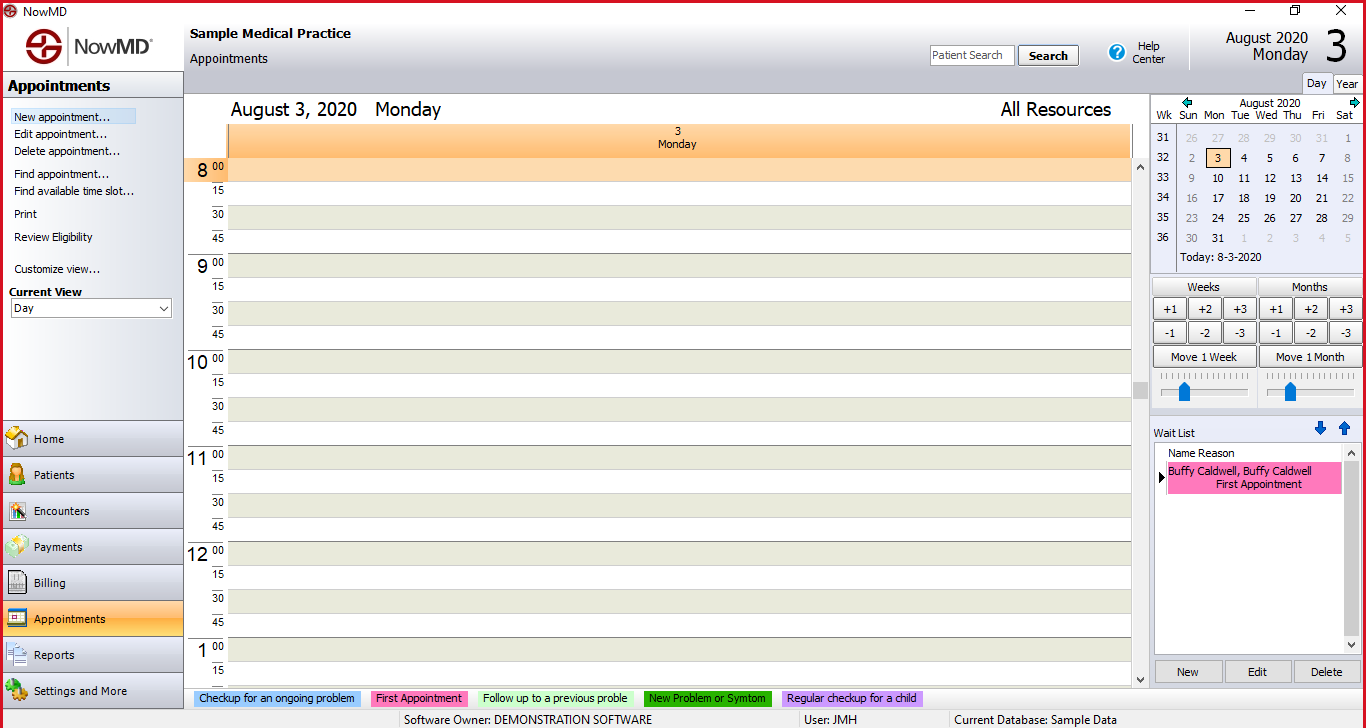 NowMD
NowMD®
Sample Medical Practice
Appointments
Patient Search
Search
Help
Center
August 2020
Monday
3
Appointments
New appointment...
Edit appointment...
Delete appointment...
Find appointment...
Find available time slot...
Print
Review Eligibility
Customize view...
Current View
Day
Home
Patients
Encounters
Payments
Billing
Appointments
Reports
Settings and More
August 3, 2020 Monday
All Resources
3
Monday
8 00
15
30
45
9 00
15
30
45
10 00
15
30
45
11 00
15
30
45
12 00
15
30
45
1 00
15
Checkup for an ongoing problem
First Appointment
Follow up to a previous proble
New Problem or Symtom
Regular checkup for a child
Day Year
August 2020
Wk Sun Mon Tue Wed Thu Fri Sat
31 26 27 28 29 30 31 1
32 2 3 4 5 6 7 8
33 9 10 11 12 13 14 15
34 16 17 18 19 20 21 22
35 23 24 25 26 27 28 29
36 30 31 1 2 3 4 5
Today: 8-3-2020
Weeks Months
+1 +2 +3 +1 +2 +3
-1 -2 -3 -1 -2 -3
Move 1 Week Move 1 Month
Wait List
Name Reason
Buffy Caldwell, Buffy Caldwell
First Appointment
New Edit Delete
Software Owner: DEMONSTRATION SOFTWARE
User: JMH
Current Database: Sample Data